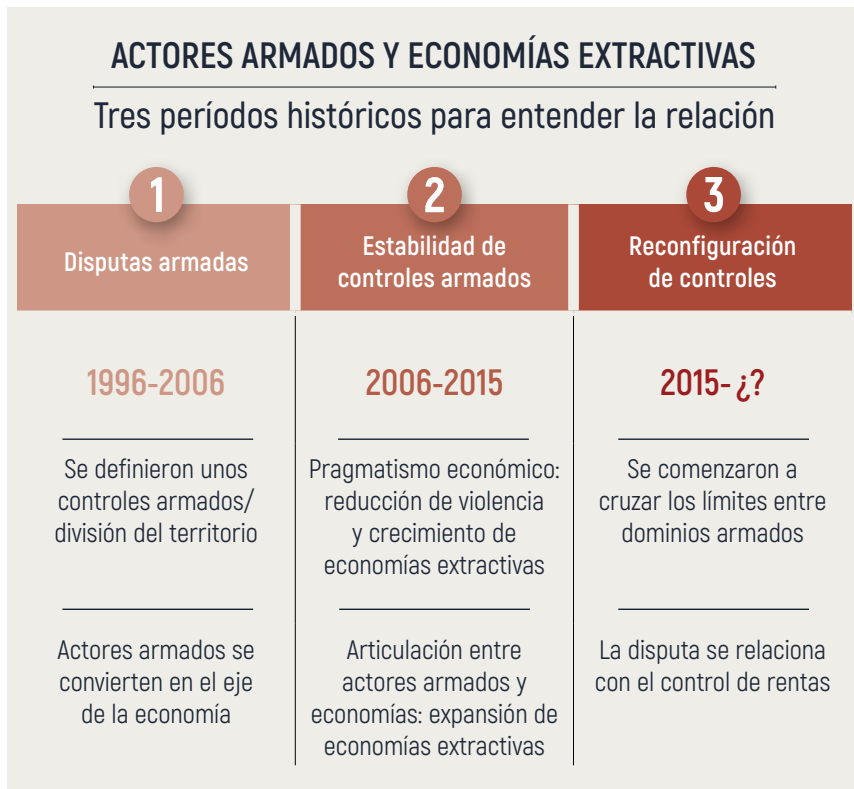 ACTORES ARMADOS Y ECONOMÍAS EXTRACTIVAS
Tres períodos históricos para entender la relación
1
Disputas armadas
1996-2006
Se definieron unos
controles armados/
división del territorio
Actores armados se
convierten en el eje
de la economía
2
Estabilidad de
controles armados
2006-2015
Pragmatismo económico:
reducción de violencia
y crecimiento de
economías extractivas
Articulación entre
actores armados y
economías: expansión de
economías extractivas
3
Reconfiguración
de controles
2015- ¿?
Se comenzaron a
cruzar los límites entre
dominios armados
La disputa se relaciona
con el control de rentas